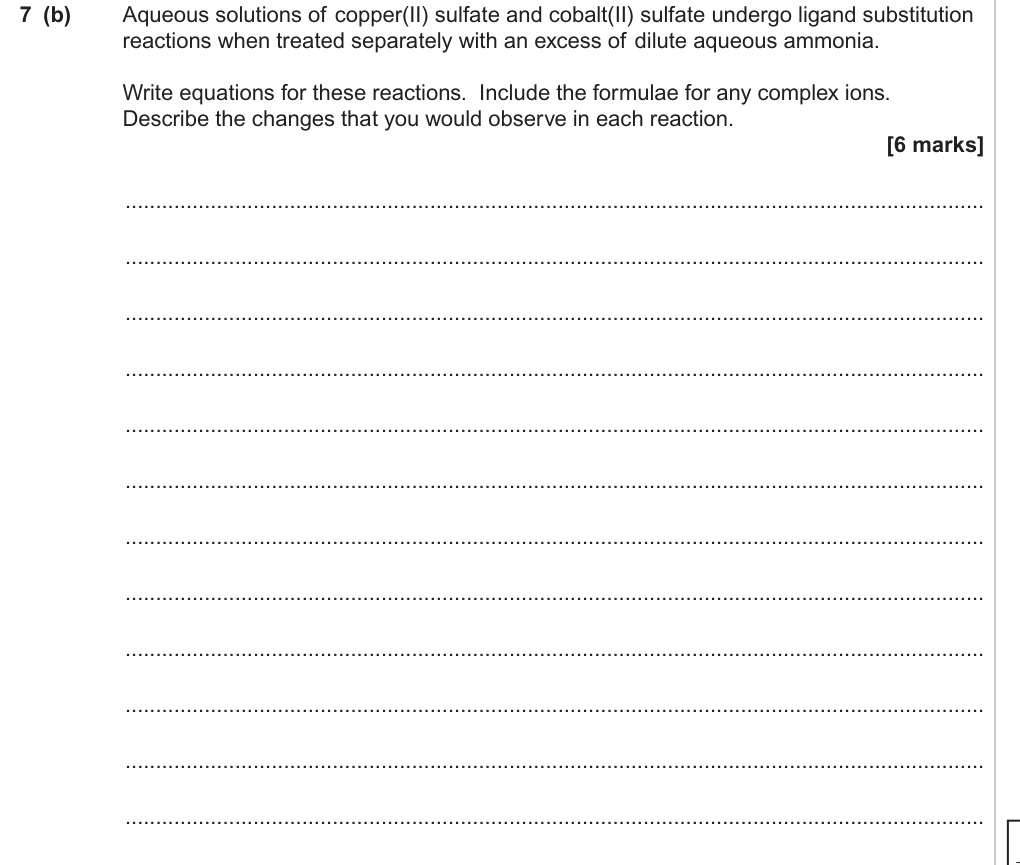 7 (b) Aqueous solutions of copper(II) sulfate and cobalt(II) sulfate undergo ligand substitution
reactions when treated separately with an excess of dilute aqueous ammonia.
Write equations for these reactions. Include the formulae for any complex ions.
Describe the changes that you would observe in each reaction.
[6 marks]